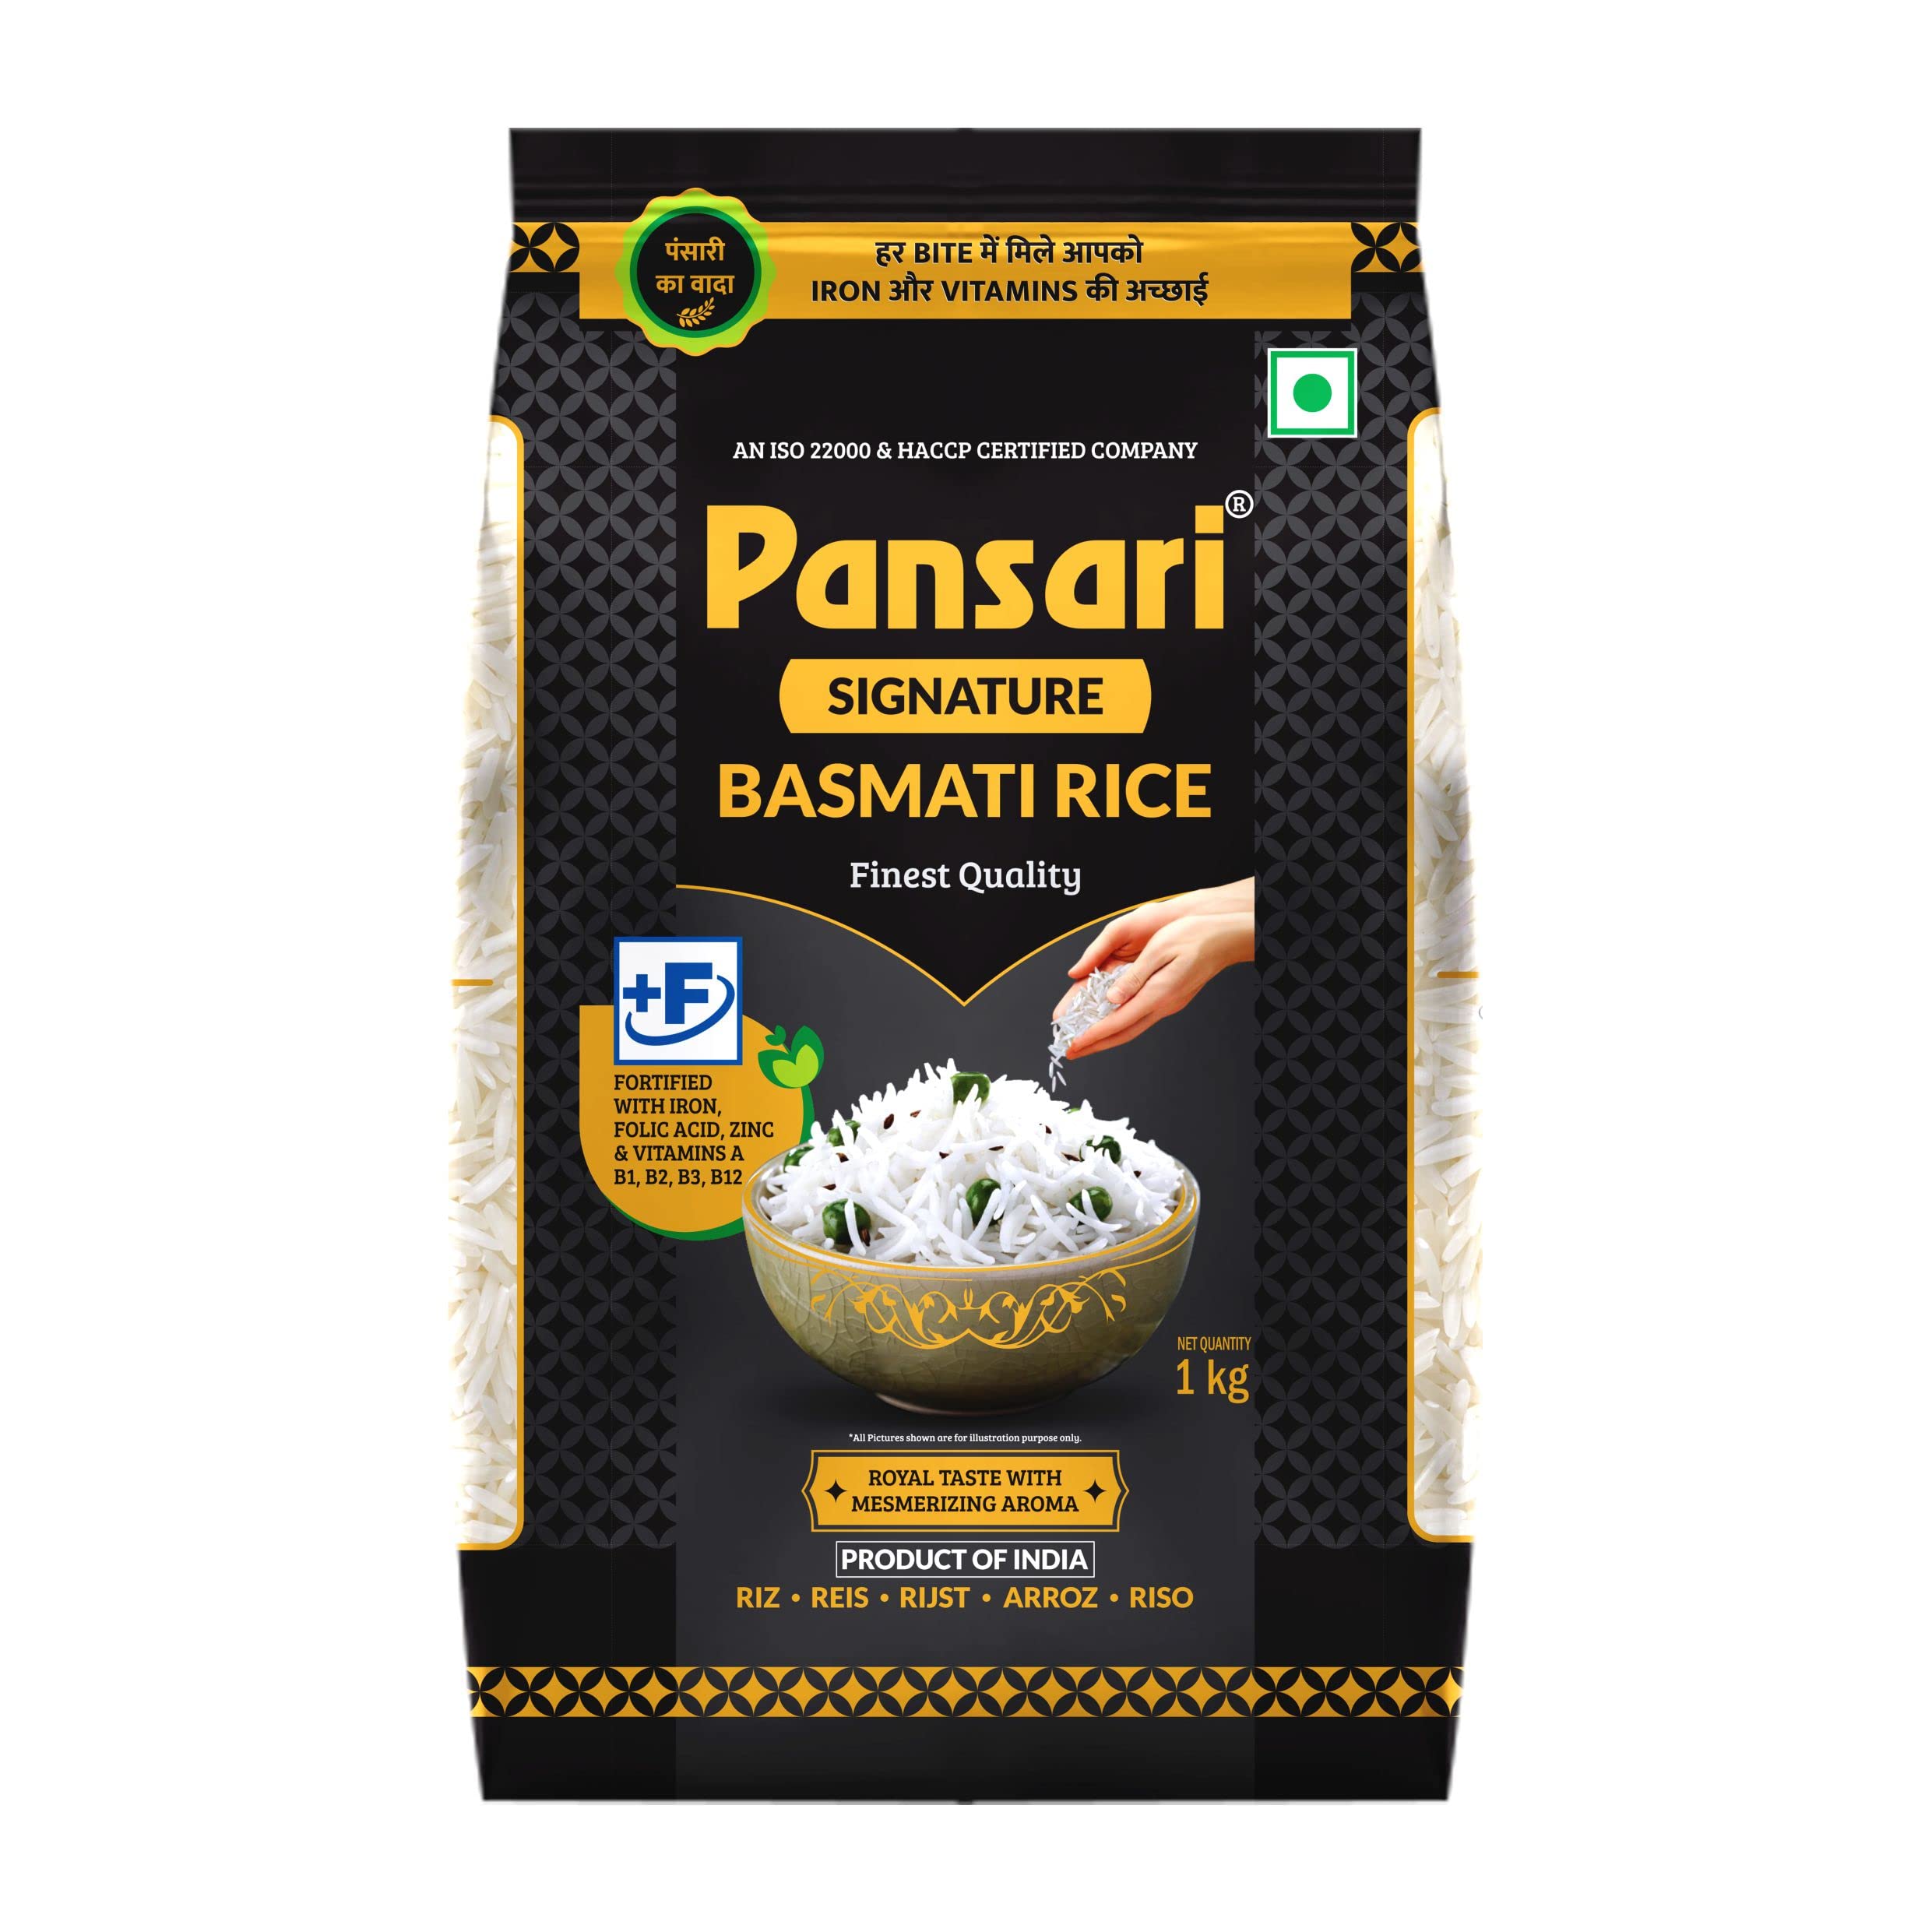 पंसारी
का वादा
हर BITE में मिले आपको
IRON और VITAMINS की अच्छाई
AN ISO 22000 & HACCP CERTIFIED COMPANY
Pansari®
SIGNATURE
BASMATI RICE
Finest Quality
+F
FORTIFIED
WITH IRON,
FOLIC ACID, ZINC
& VITAMINS A
B1, B2, B3, B12
NET QUANTITY
1 kg
*All Pictures shown are for illustration purpose only.
ROYAL TASTE WITH
MESMERIZING AROMA
PRODUCT OF INDIA
RIZ • REIS • RIJST • ARROZ • RISO